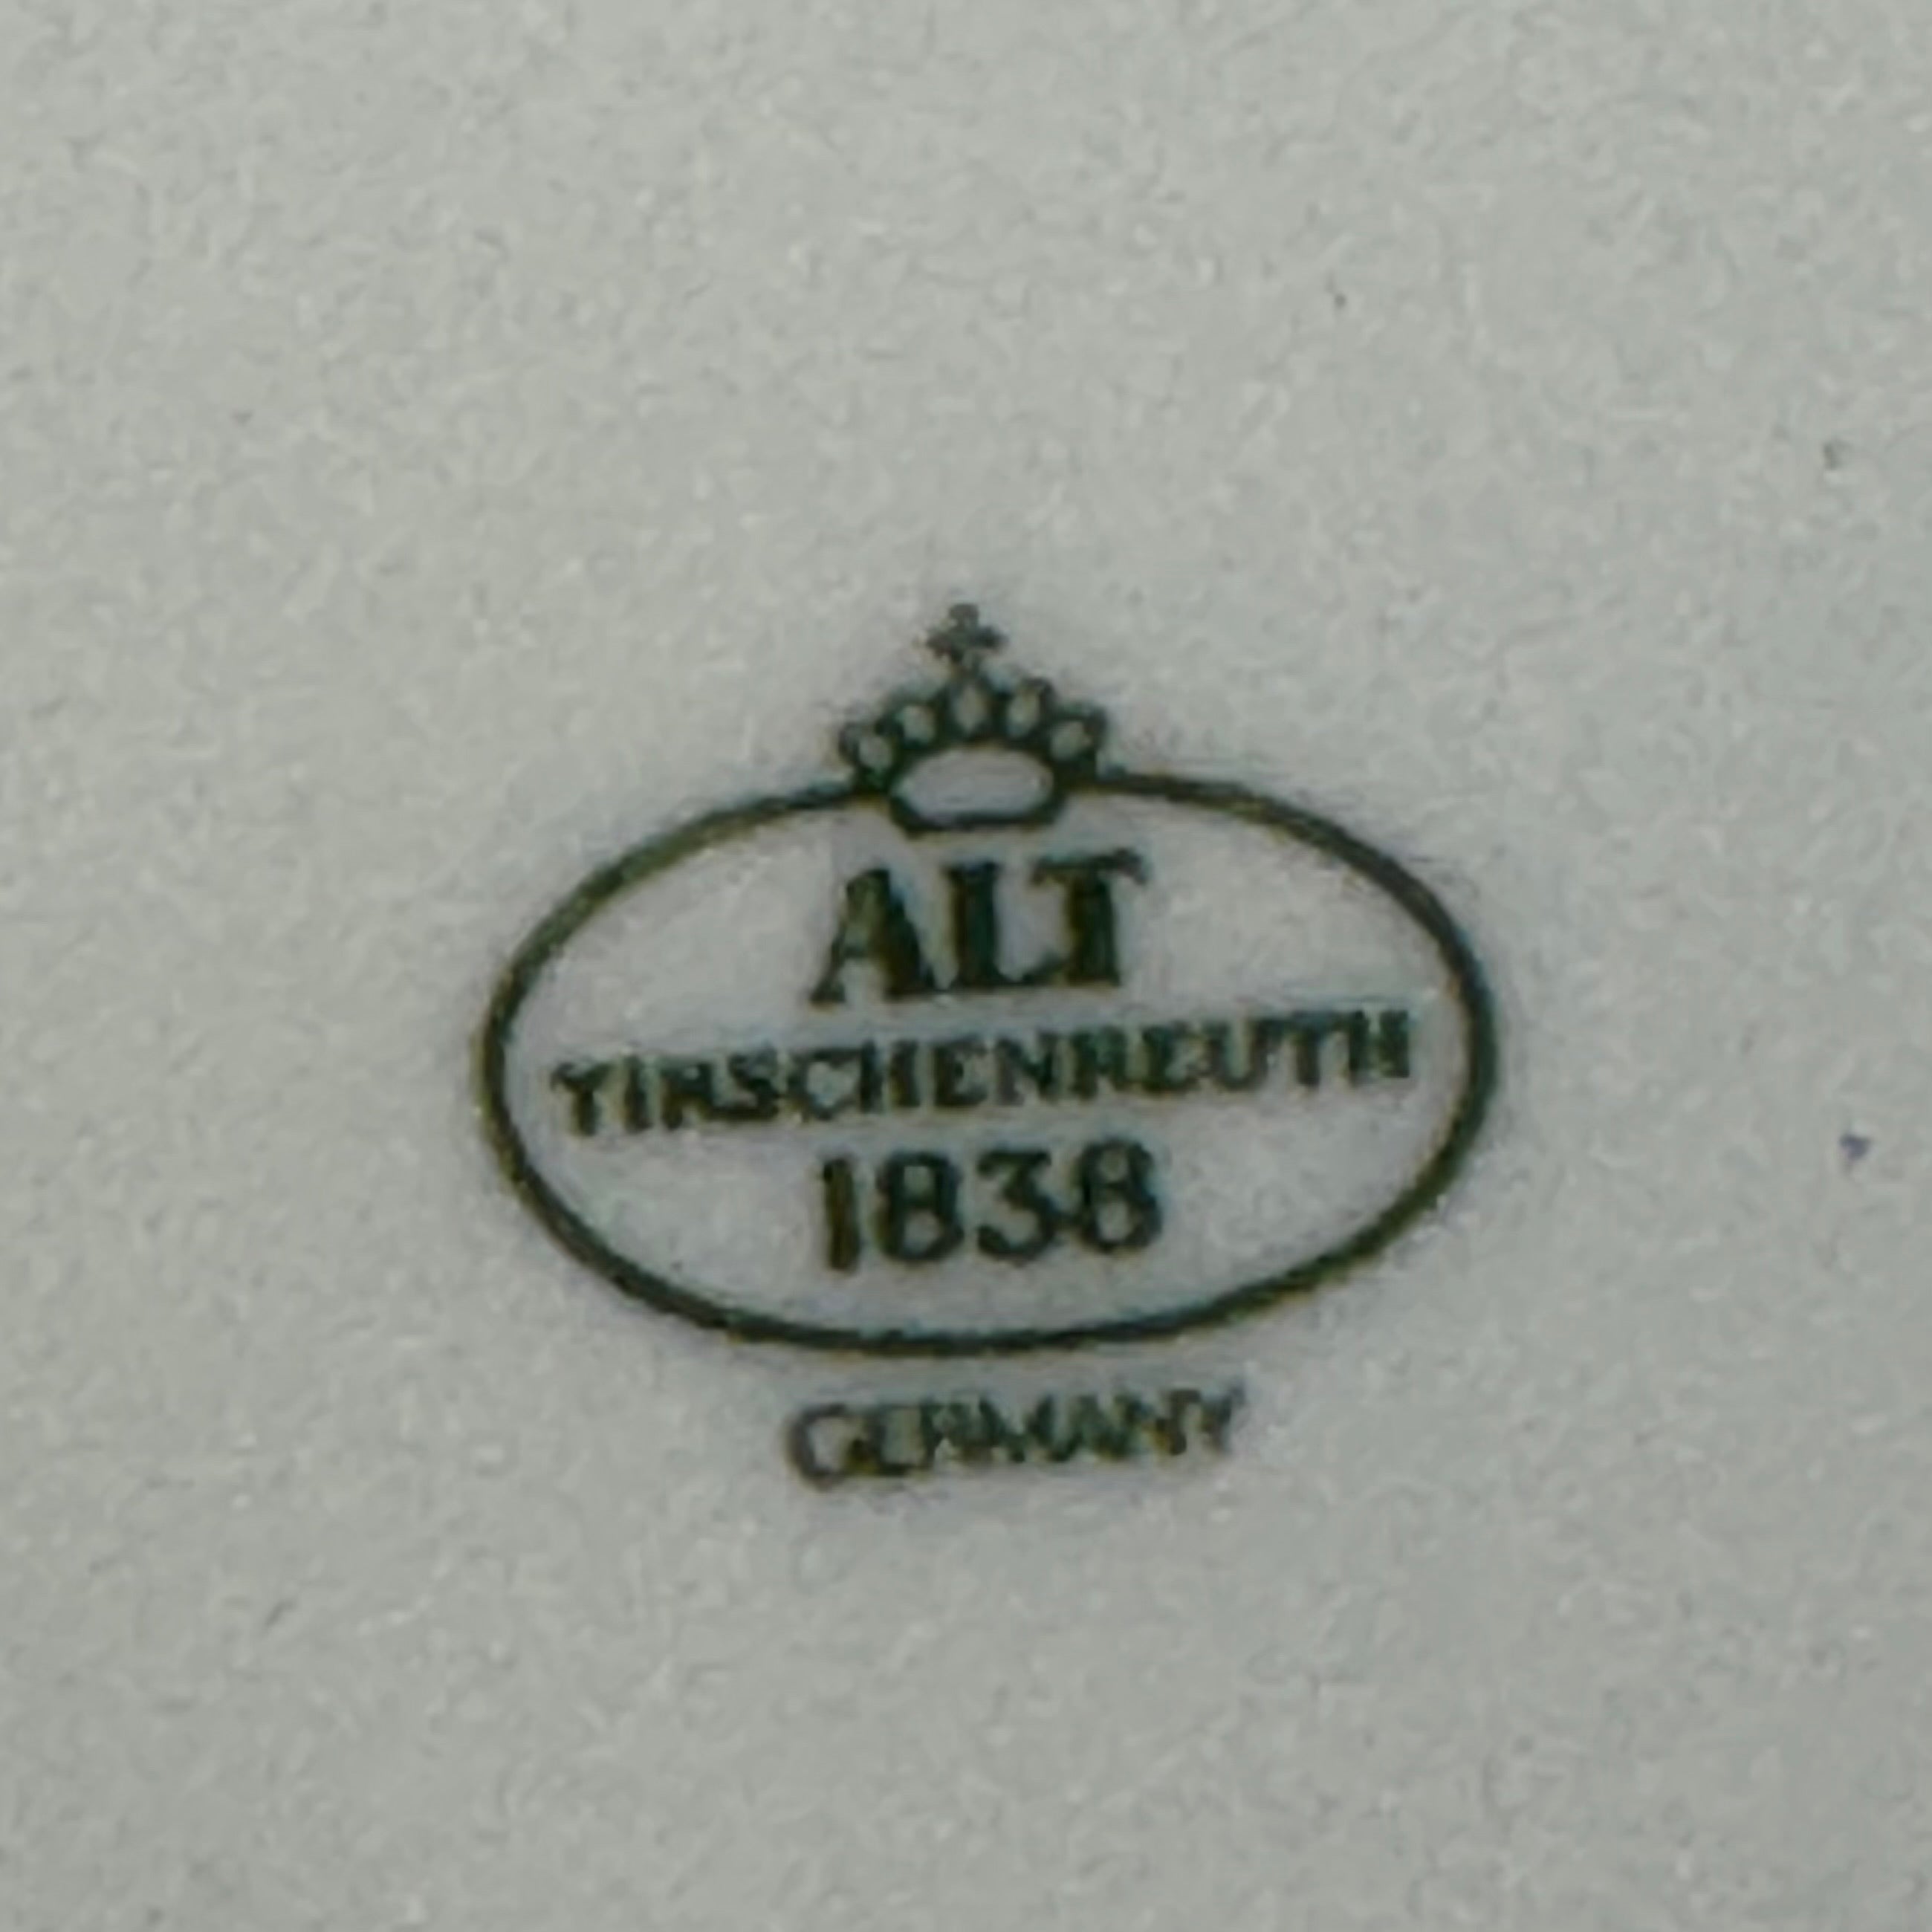 ALT
TIRSCHENREUTH
1838
GERMANY